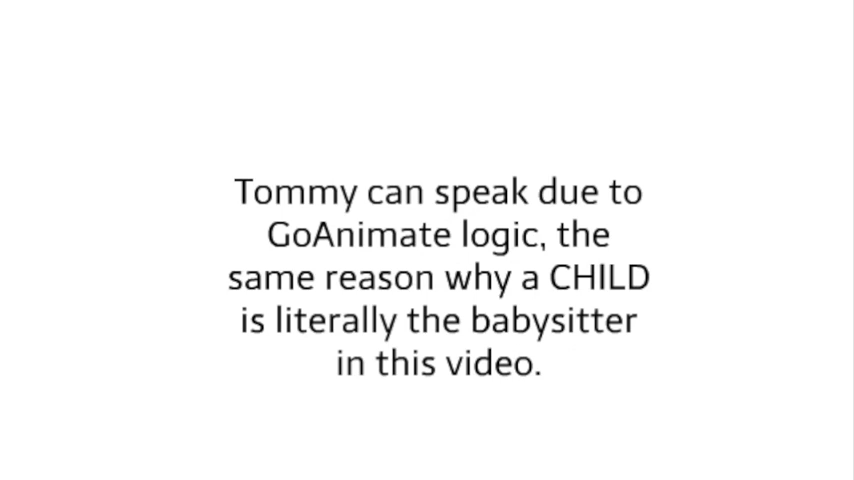 Tommy can speak due to
GoAnimate logic, the
same reason why a CHILD
is literally the babysitter
in this video.